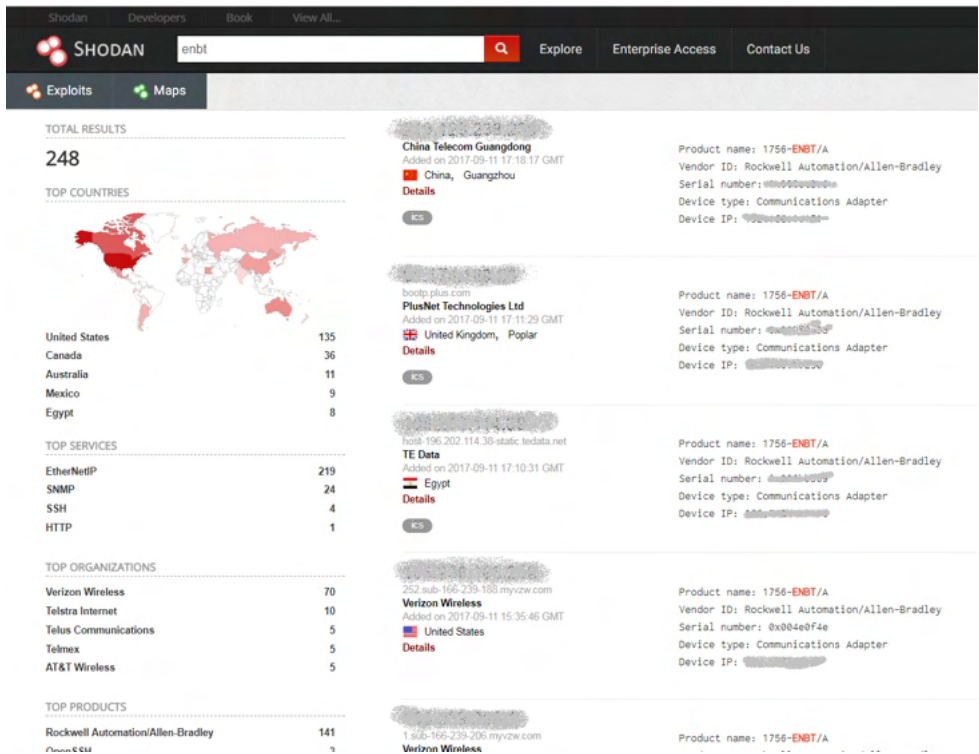 Shodan Developers Book View All...
SHODAN enbt Explore Enterprise Access Contact Us
Exploits Maps
TOTAL RESULTS
248
TOP COUNTRIES
United States 135
Canada 36
Australia 11
Mexico 9
Egypt 8
TOP SERVICES
EtherNetIP 219
SNMP 24
SSH 4
HTTP 1
TOP ORGANIZATIONS
Verizon Wireless 70
Telstra Internet 10
Telus Communications 5
Telmex 5
AT&T Wireless 5
TOP PRODUCTS
Rockwell Automation/Allen-Bradley 141
OpenSSH 3
China Telecom Guangdong
Added on 2017-09-11 17:18:17 GMT
China, Guangzhou
Details
ICS
Product name: 1756-ENBT/A
Vendor ID: Rockwell Automation/Allen-Bradley
Serial number:
Device type: Communications Adapter
Device IP:
bootp.plus.com
PlusNet Technologies Ltd
Added on 2017-09-11 17:11:29 GMT
United Kingdom, Poplar
Details
ICS
Product name: 1756-ENBT/A
Vendor ID: Rockwell Automation/Allen-Bradley
Serial number:
Device type: Communications Adapter
Device IP:
host-196.202.114.38-static.tedata.net
TE Data
Added on 2017-09-11 17:10:31 GMT
Egypt
Details
ICS
Product name: 1756-ENBT/A
Vendor ID: Rockwell Automation/Allen-Bradley
Serial number:
Device type: Communications Adapter
Device IP:
252.sub-166-239-188.myvzw.com
Verizon Wireless
Added on 2017-09-11 15:35:46 GMT
United States
Details
Product name: 1756-ENBT/A
Vendor ID: Rockwell Automation/Allen-Bradley
Serial number: 0x004e0f4e
Device type: Communications Adapter
Device IP:
1.sub-166-239-206.myvzw.com
Verizon Wireless
Product name: 1756-ENBT/A